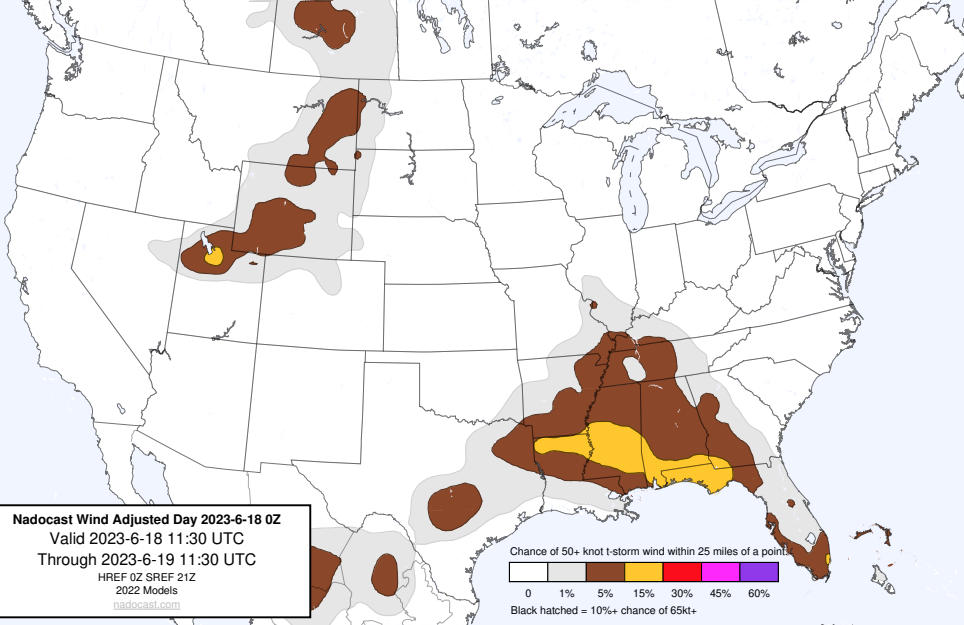 Nadocast Wind Adjusted Day 2023-6-18 0Z
Valid 2023-6-18 11:30 UTC
Through 2023-6-19 11:30 UTC
HREF 0Z SREF 21Z
2022 Models
nadocast.com
Chance of 50+ knot t-storm wind within 25 miles of a point.
0 1% 5% 15% 30% 45% 60%
Black hatched = 10%+ chance of 65kt+